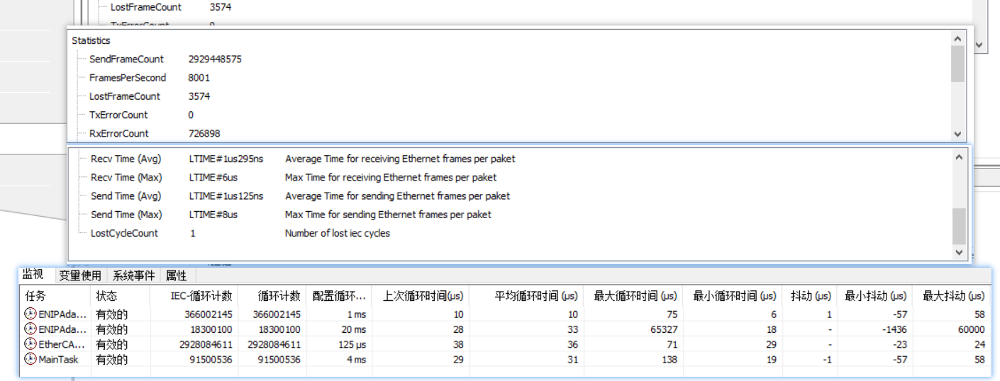 LostFrameCount 3574
TxErrorCount 0
Statistics
SendFrameCount 2929448575
FramesPerSecond 8001
LostFrameCount 3574
TxErrorCount 0
RxErrorCount 726898
Recv Time (Avg) LTIME#1us295ns Average Time for receiving Ethernet frames per paket
Recv Time (Max) LTIME#6us Max Time for receiving Ethernet frames per paket
Send Time (Avg) LTIME#1us125ns Average Time for sending Ethernet frames per paket
Send Time (Max) LTIME#8us Max Time for sending Ethernet frames per paket
LostCycleCount 1 Number of lost iec cycles
监视 变量使用 系统事件 属性
任务 状态 IEC-循环计数 循环计数 配置循环... 上次循环时间(µs) 平均循环时间 (µs) 最大循环时间 (µs) 最小循环时间 (µs) 抖动 (µs) 最小抖动 (µs) 最大抖动 (µs)
ENIPAda... 有效的 366002145 366002145 1 ms 10 10 75 6 1 -57 58
ENIPAda... 有效的 18300100 18300100 20 ms 28 33 65327 18 - -1436 60000
EtherCA... 有效的 2928084611 2928084611 125 µs 38 36 71 29 - -23 24
MainTask 有效的 91500536 91500536 4 ms 29 31 138 19 -1 -57 58